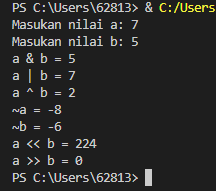 PS C:\Users\62813> & C:/Users
Masukan nilai a: 7
Masukan nilai b: 5
a & b = 5
a | b = 7
a ^ b = 2
~a = -8
~b = -6
a << b = 224
a >> b = 0
PS C:\Users\62813>